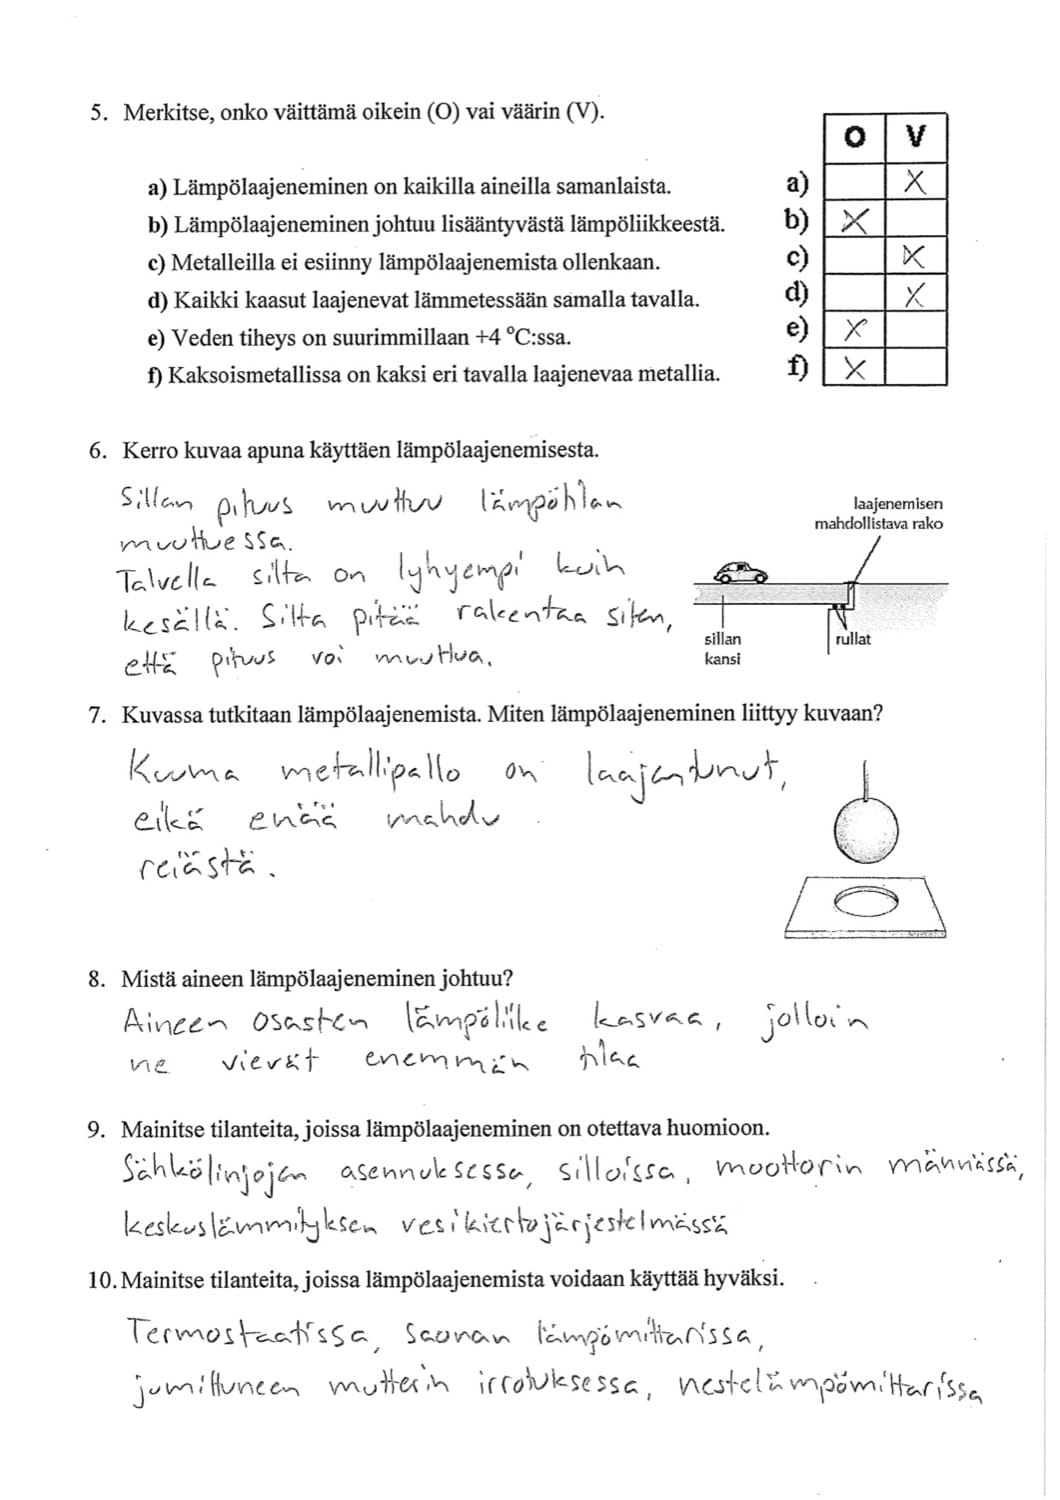 5. Merkitse, onko väittämä oikein (O) vai väärin (V).
O V
a) Lämpölaajeneminen on kaikilla aineilla samanlaista. a) X
b) Lämpölaajeneminen johtuu lisääntyvästä lämpöliikkeestä. b) X
c) Metalleilla ei esiinny lämpölaajenemista ollenkaan. c) X
d) Kaikki kaasut laajenevat lämmetessään samalla tavalla. d) X
e) Veden tiheys on suurimmillaan +4 °C:ssa. e) X
f) Kaksoismetallissa on kaksi eri tavalla laajenevaa metallia. f) X
6. Kerro kuvaa apuna käyttäen lämpölaajenemisesta.
Sillan pituus muuttuu lämpötilan
muuttuessa.
Talvella silta on lyhyempi kuin
kesällä. Silta pitää rakentaa siten,
että pituus voi muuttua.
laajenemisen
mahdollistava rako
sillan
kansi
rullat
7. Kuvassa tutkitaan lämpölaajenemista. Miten lämpölaajeneminen liittyy kuvaan?
Kuuma metallipallo on laajentunut,
eikä enää mahdu
reiästä.
8. Mistä aineen lämpölaajeneminen johtuu?
Aineen osasten lämpöliike kasvaa, jolloin
ne vievät enemmän tilaa
9. Mainitse tilanteita, joissa lämpölaajeneminen on otettava huomioon.
Sähkölinjojen asennuksessa, silloissa, moottorin männässä,
keskuslämmityksen vesikiertojärjestelmässä
10. Mainitse tilanteita, joissa lämpölaajenemista voidaan käyttää hyväksi.
Termostaatissa, saunan lämpömittarissa,
jumittuneen mutterin irrotuksessa, nestelämpömittarissa